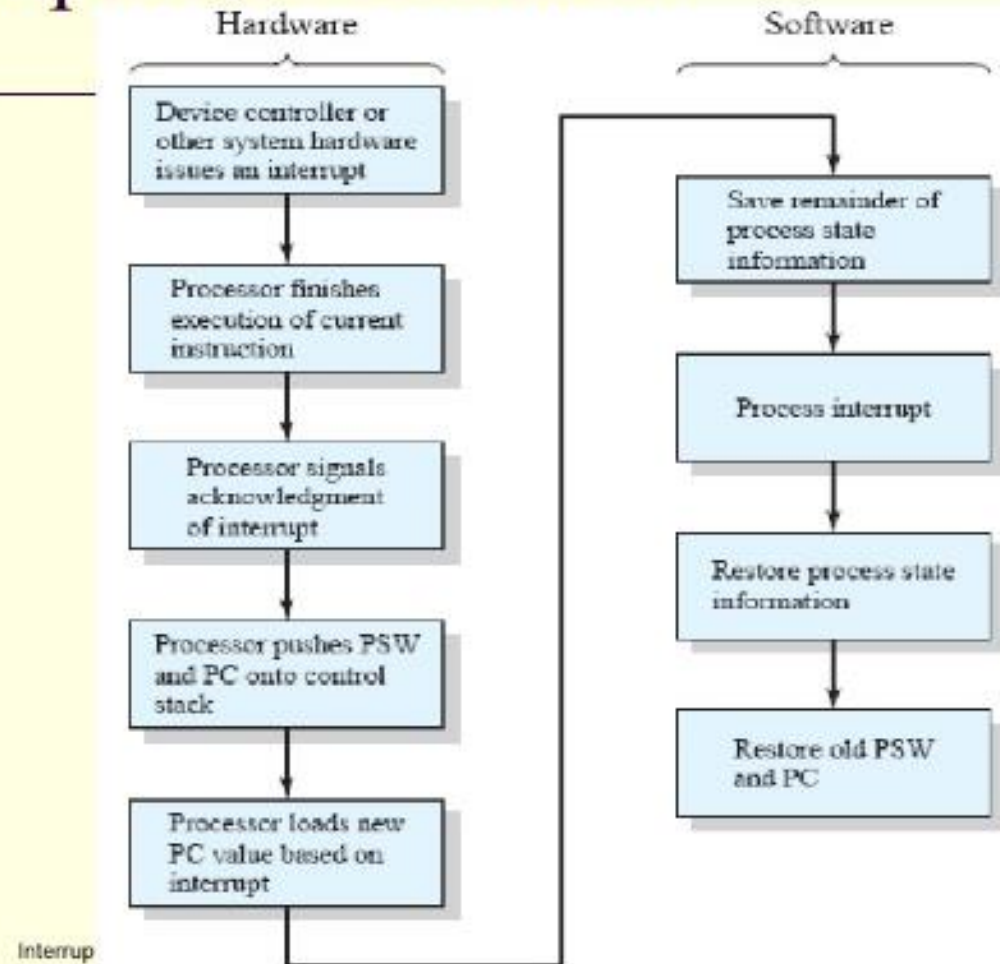 Hardware
Device controller or
other system hardware
issues an interrupt
Processor finishes
execution of current
instruction
Processor signals
acknowledgment
of interrupt
Processor pushes PSW
and PC onto control
stack
Processor loads new
PC value based on
interrupt
Software
Save remainder of
process state
information
Process interrupt
Restore process state
information
Restore old PSW
and PC
Interrup